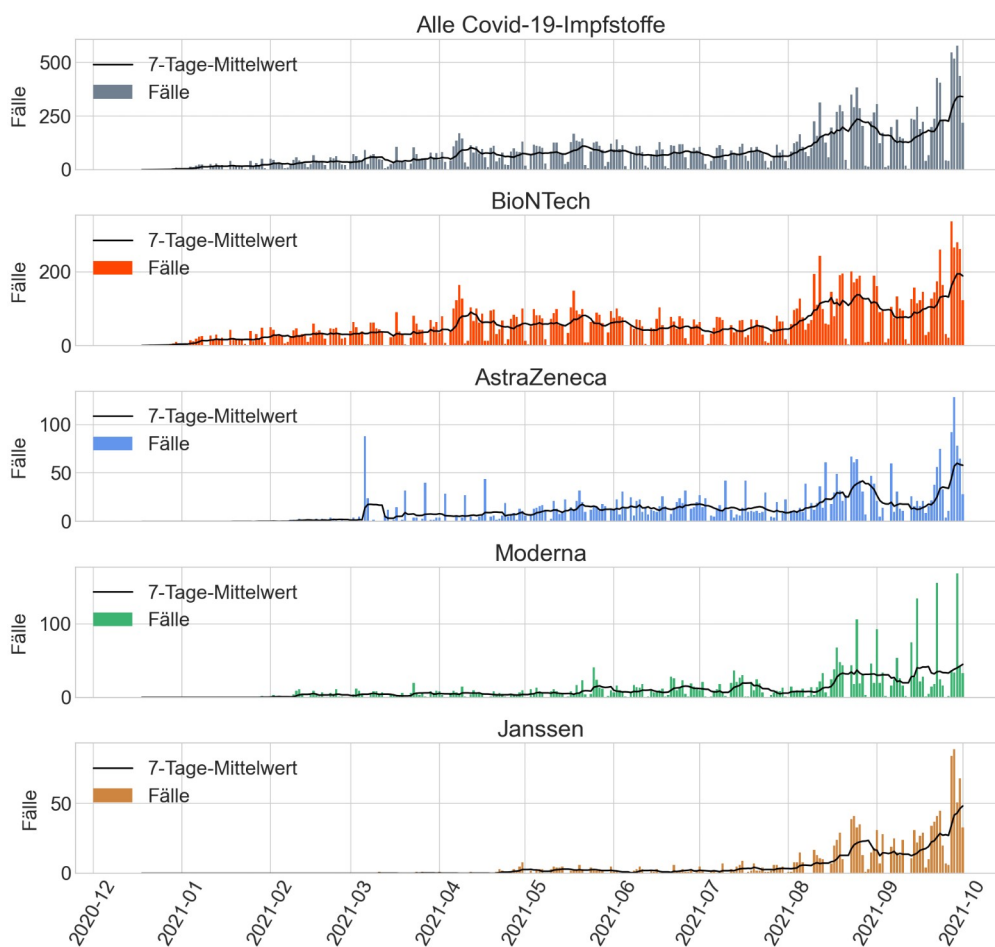 Alle Covid-19-Impfstoffe
Fälle
500
250
0
7-Tage-Mittelwert
Fälle
BioNTech
Fälle
200
0
7-Tage-Mittelwert
Fälle
AstraZeneca
Fälle
100
50
0
7-Tage-Mittelwert
Fälle
Moderna
Fälle
100
0
7-Tage-Mittelwert
Fälle
Janssen
Fälle
50
0
7-Tage-Mittelwert
Fälle
2020-12
2021-01
2021-02
2021-03
2021-04
2021-05
2021-06
2021-07
2021-08
2021-09
2021-10